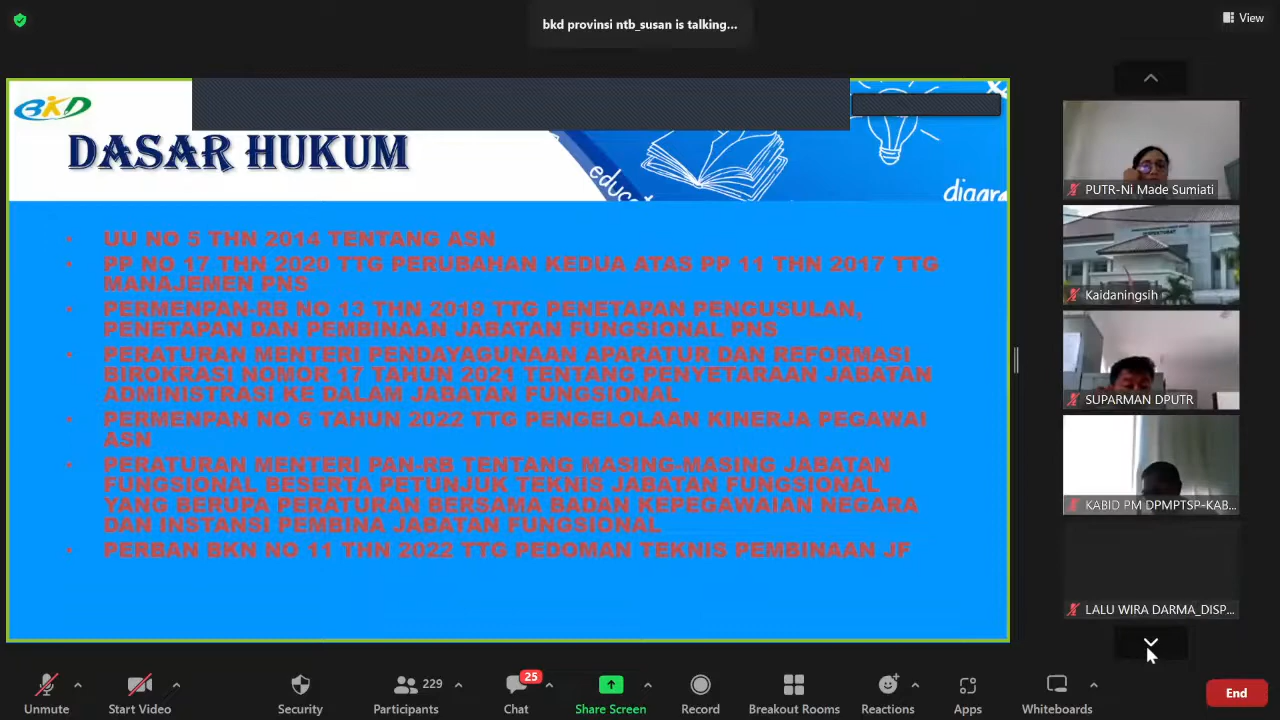 bkd provinsi ntb_susan is talking...
View
BKD
DASAR HUKUM
educa
digara
• UU NO 5 THN 2014 TENTANG ASN
• PP NO 17 THN 2020 TTG PERUBAHAN KEDUA ATAS PP 11 THN 2017 TTG
MANAJEMEN PNS
• PERMENPAN-RB NO 13 THN 2019 TTG PENETAPAN PENGUSULAN,
PENETAPAN DAN PEMBINAAN JABATAN FUNGSIONAL PNS
• PERATURAN MENTERI PENDAYAGUNAAN APARATUR DAN REFORMASI
BIROKRASI NOMOR 17 TAHUN 2021 TENTANG PENYETARAAN JABATAN
ADMINISTRASI KE DALAM JABATAN FUNGSIONAL
• PERMENPAN NO 6 TAHUN 2022 TTG PENGELOLAAN KINERJA PEGAWAI
ASN
• PERATURAN MENTERI PAN-RB TENTANG MASING-MASING JABATAN
FUNGSIONAL BESERTA PETUNJUK TEKNIS JABATAN FUNGSIONAL
YANG BERUPA PERATURAN BERSAMA BADAN KEPEGAWAIAN NEGARA
DAN INSTANSI PEMBINA JABATAN FUNGSIONAL
• PERBAN BKN NO 11 THN 2022 TTG PEDOMAN TEKNIS PEMBINAAN JF
PUTR-Ni Made Sumiati
Kaidaningsih
SUPARMAN DPUTR
KABID PM DPMPTSP-KAB...
LALU WIRA DARMA_DISP...
Unmute
Start Video
Security
Participants
229
Chat
25
Share Screen
Record
Breakout Rooms
Reactions
Apps
Whiteboards
End